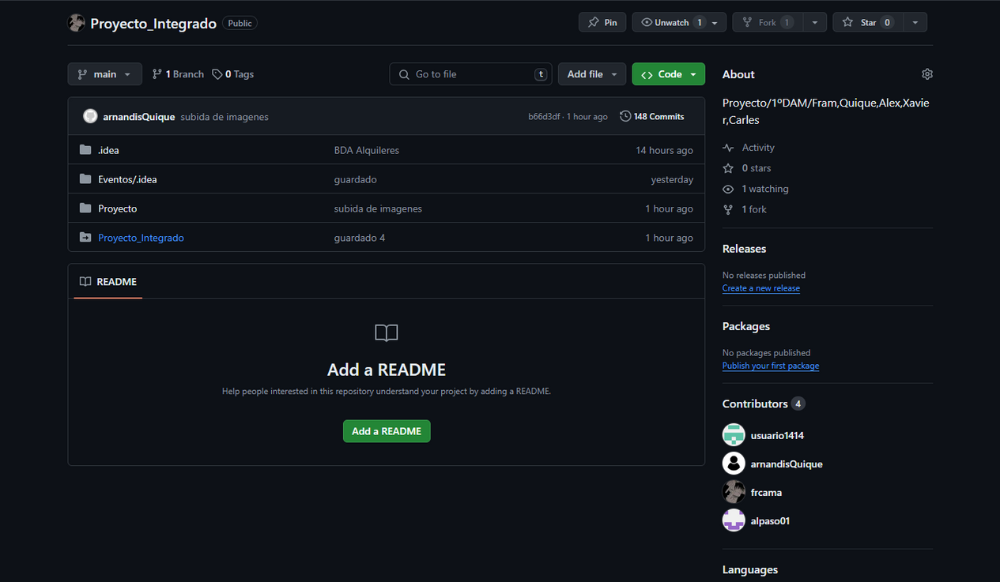 Proyecto_Integrado Public Pin Unwatch 1 Fork 1 Star 0
main 1 Branch 0 Tags Go to file t Add file Code
arnandisQuique subida de imagenes b66d3df · 1 hour ago 148 Commits
.idea BDA Alquileres 14 hours ago
Eventos/.idea guardado yesterday
Proyecto subida de imagenes 1 hour ago
Proyecto_Integrado guardado 4 1 hour ago
README
Add a README
Help people interested in this repository understand your project by adding a README.
Add a README
About
Proyecto/1ºDAM/Fram,Quique,Alex,Xavie
r,Carles
Activity
0 stars
1 watching
1 fork
Releases
No releases published
Create a new release
Packages
No packages published
Publish your first package
Contributors 4
usuario1414
arnandisQuique
frcama
alpaso01
Languages